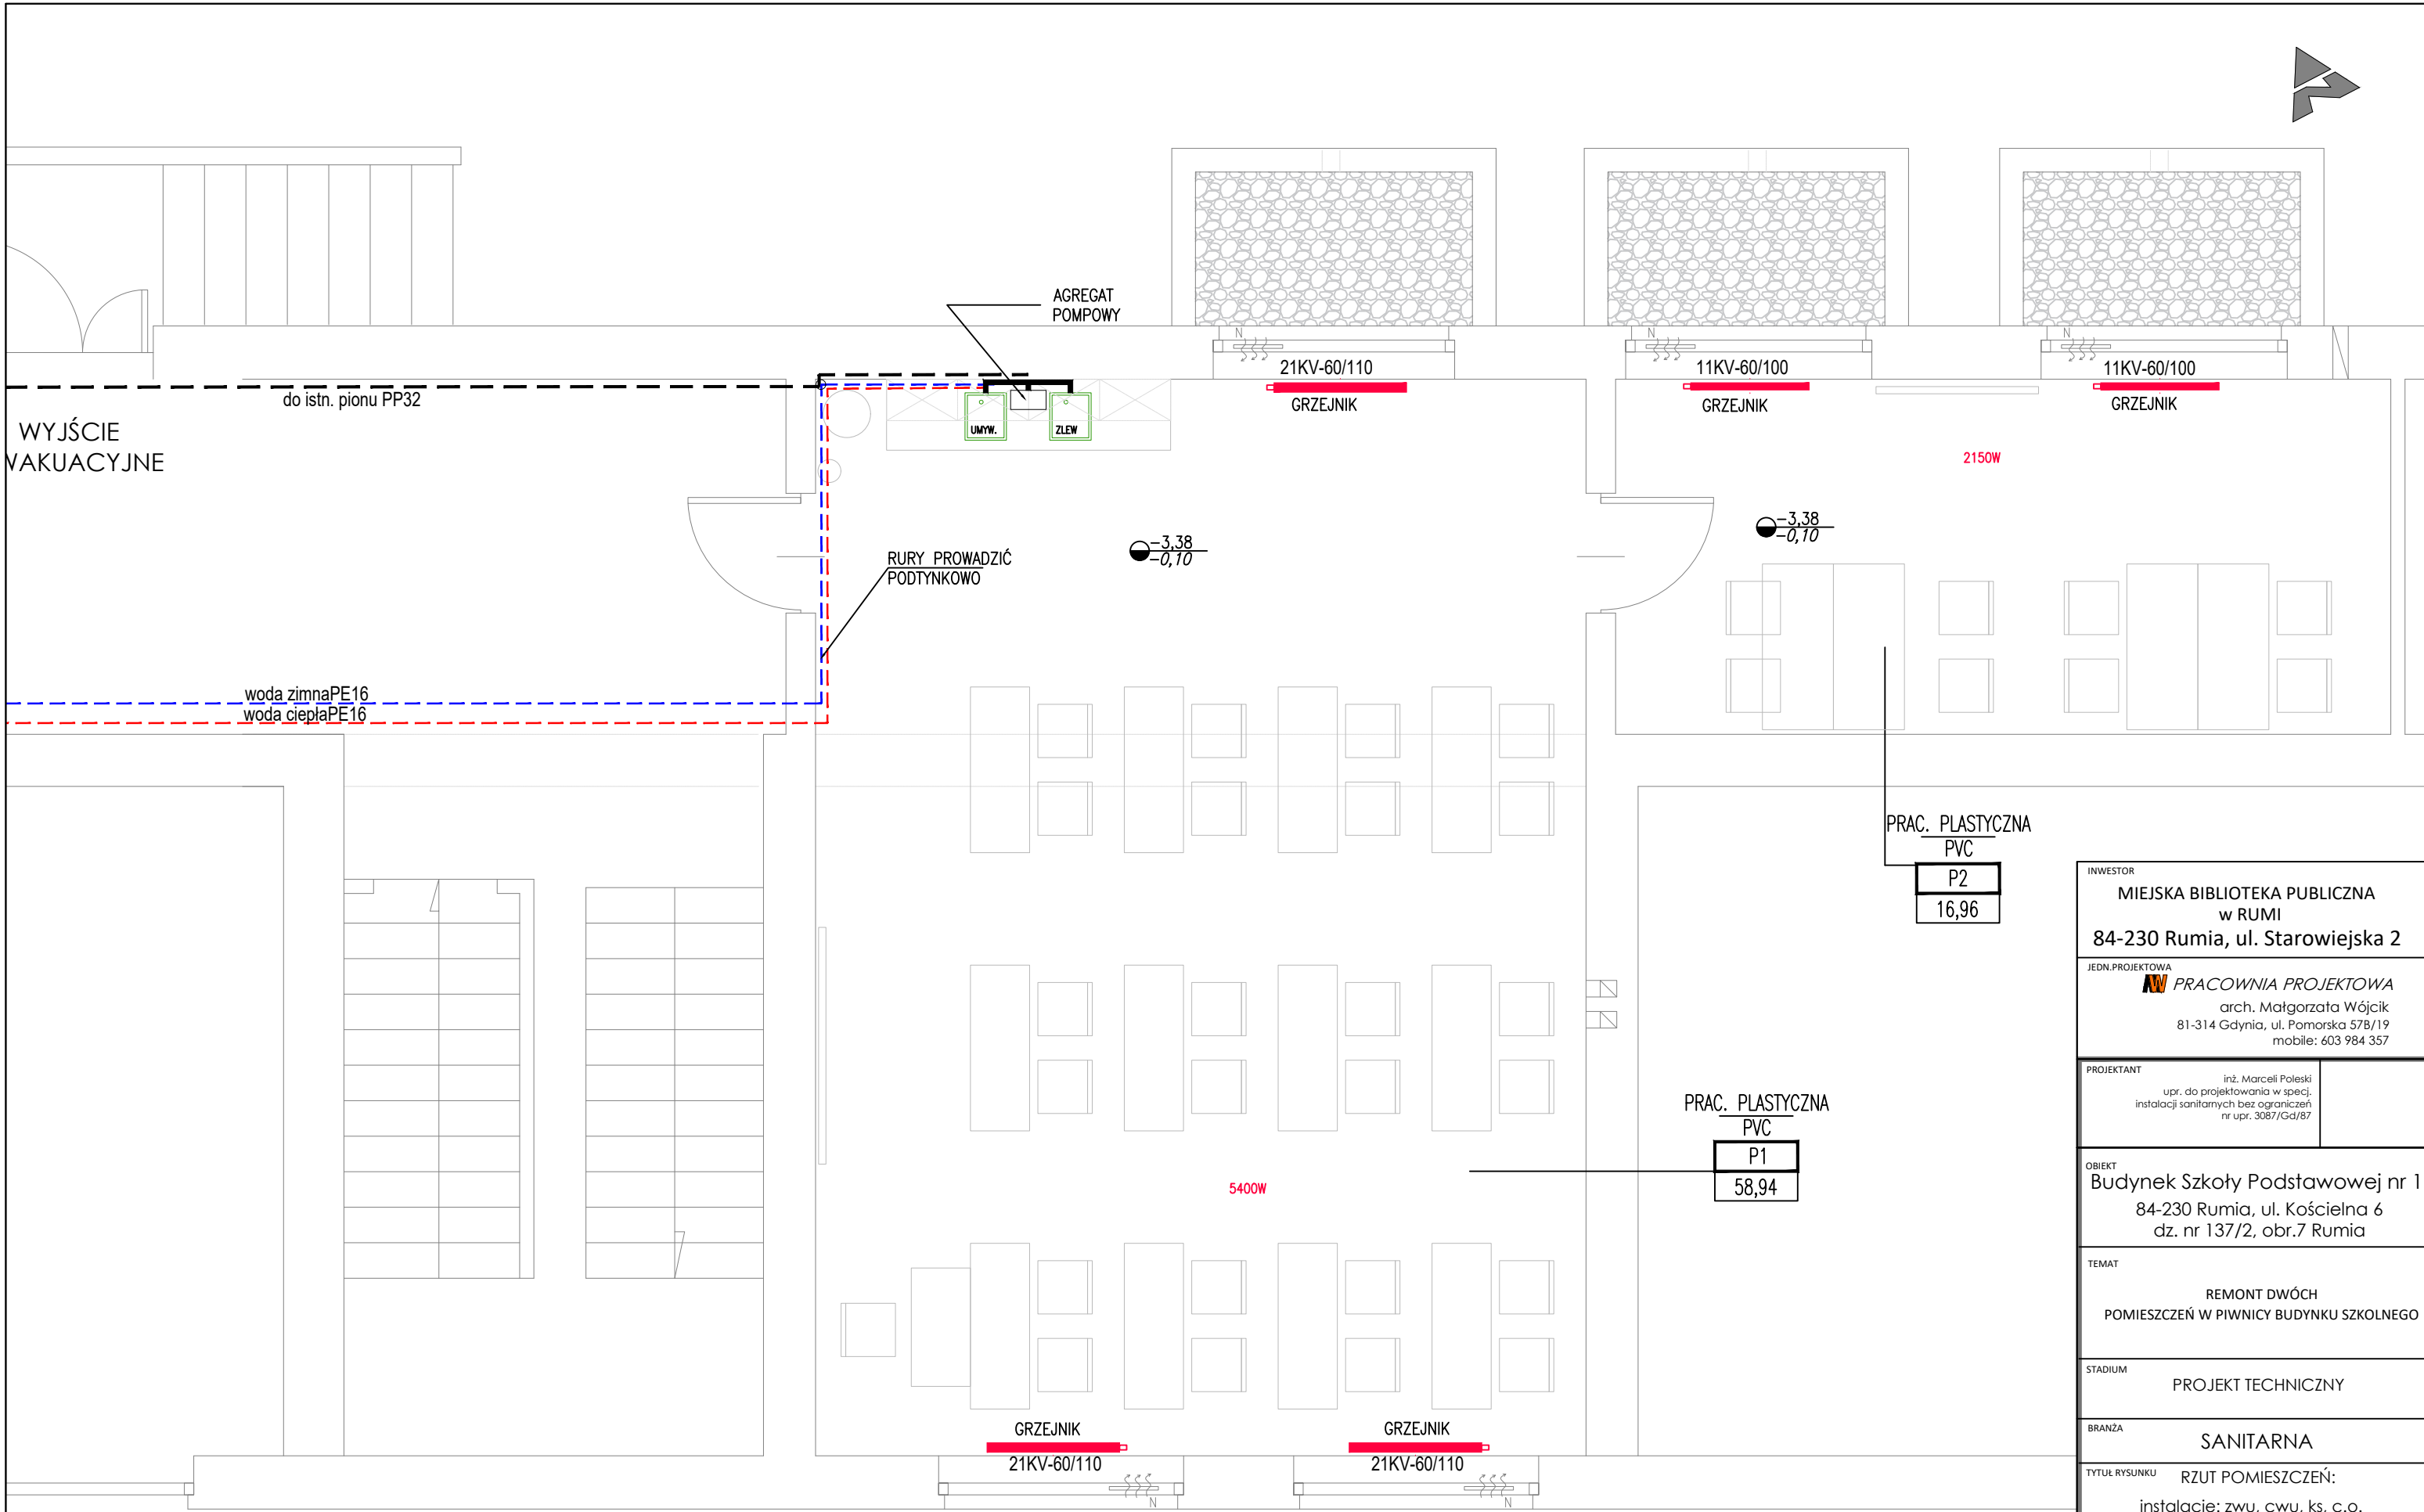 AGREGAT
POMPOWY
N
N
N
21KV-60/110
11KV-60/100
11KV-60/100
do istn. pionu PP32
GRZEJNIK
GRZEJNIK
GRZEJNIK
WYJŚCIE
WAKUACYJNE
UMYW.
ZLEW
2150W
-3,38
-0,10
-3,38
-0,10
RURY PROWADZIĆ
PODTYNKOWO
woda zimnaPE16
woda ciepłaPE16
PRAC. PLASTYCZNA
PVC
P2
16,96
PRAC. PLASTYCZNA
PVC
P1
58,94
5400W
GRZEJNIK
GRZEJNIK
21KV-60/110
21KV-60/110
N
N
INWESTOR
MIEJSKA BIBLIOTEKA PUBLICZNA
w RUMI
84-230 Rumia, ul. Starowiejska 2
JEDN.PROJEKTOWA
PRACOWNIA PROJEKTOWA
arch. Małgorzata Wójcik
81-314 Gdynia, ul. Pomorska 57B/19
mobile: 603 984 357
PROJEKTANT
inż. Marceli Poleski
upr. do projektowania w specj.
instalacji sanitarnych bez ograniczeń
nr upr. 3087/Gd/87
OBIEKT
Budynek Szkoły Podstawowej nr 1
84-230 Rumia, ul. Kościelna 6
dz. nr 137/2, obr.7 Rumia
TEMAT
REMONT DWÓCH
POMIESZCZEŃ W PIWNICY BUDYNKU SZKOLNEGO
STADIUM
PROJEKT TECHNICZNY
BRANŻA
SANITARNA
TYTUŁ RYSUNKU
RZUT POMIESZCZEŃ:
instalacje: zwu, cwu, ks, c.o.